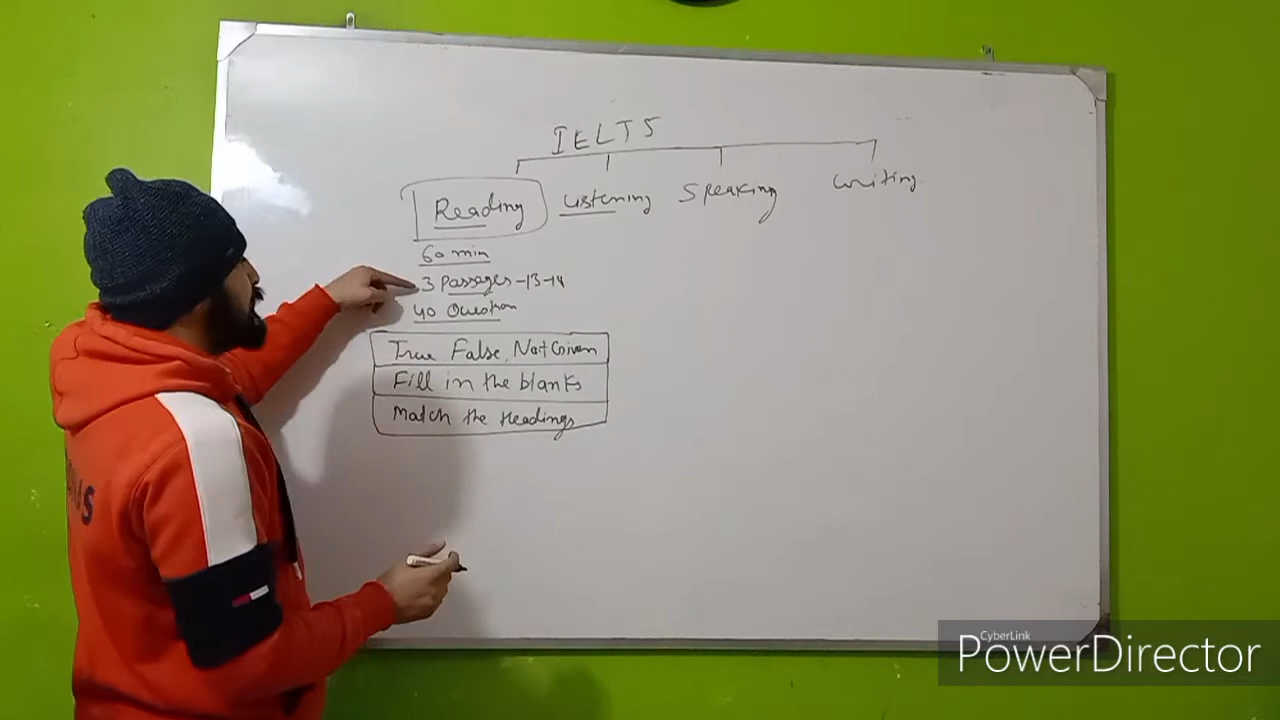 IELTS
Reading Listening Speaking Writing
60 min
3 Passages - 13-14
40 Question
True False, Not Given
Fill in the blanks
Match the Headings
CyberLink
PowerDirector